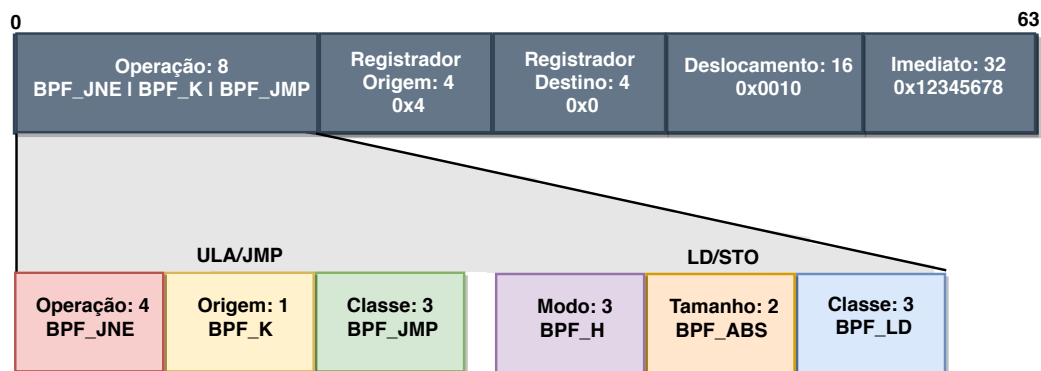 0
63
Operação: 8
BPF_JNE | BPF_K | BPF_JMP
Registrador
Origem: 4
0x4
Registrador
Destino: 4
0x0
Deslocamento: 16
0x0010
Imediato: 32
0x12345678
ULA/JMP
LD/STO
Operação: 4
BPF_JNE
Origem: 1
BPF_K
Classe: 3
BPF_JMP
Modo: 3
BPF_H
Tamanho: 2
BPF_ABS
Classe: 3
BPF_LD